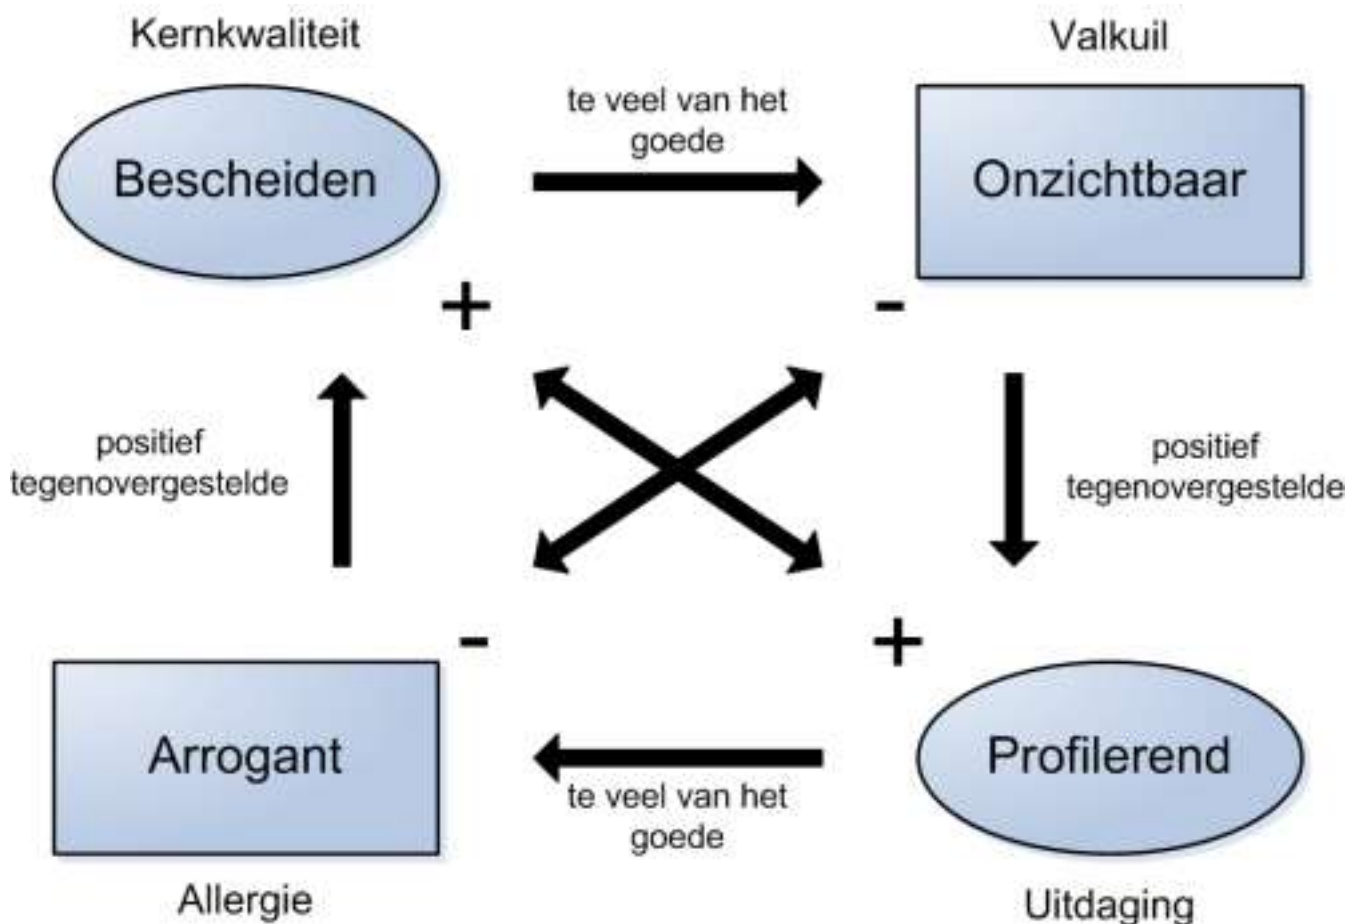 Kernkwaliteit
Valkuil
te veel van het
goede
Bescheiden
Onzichtbaar
+
-
positief
tegenovergestelde
positief
tegenovergestelde
-
+
Arrogant
Profilerend
te veel van het
goede
Allergie
Uitdaging